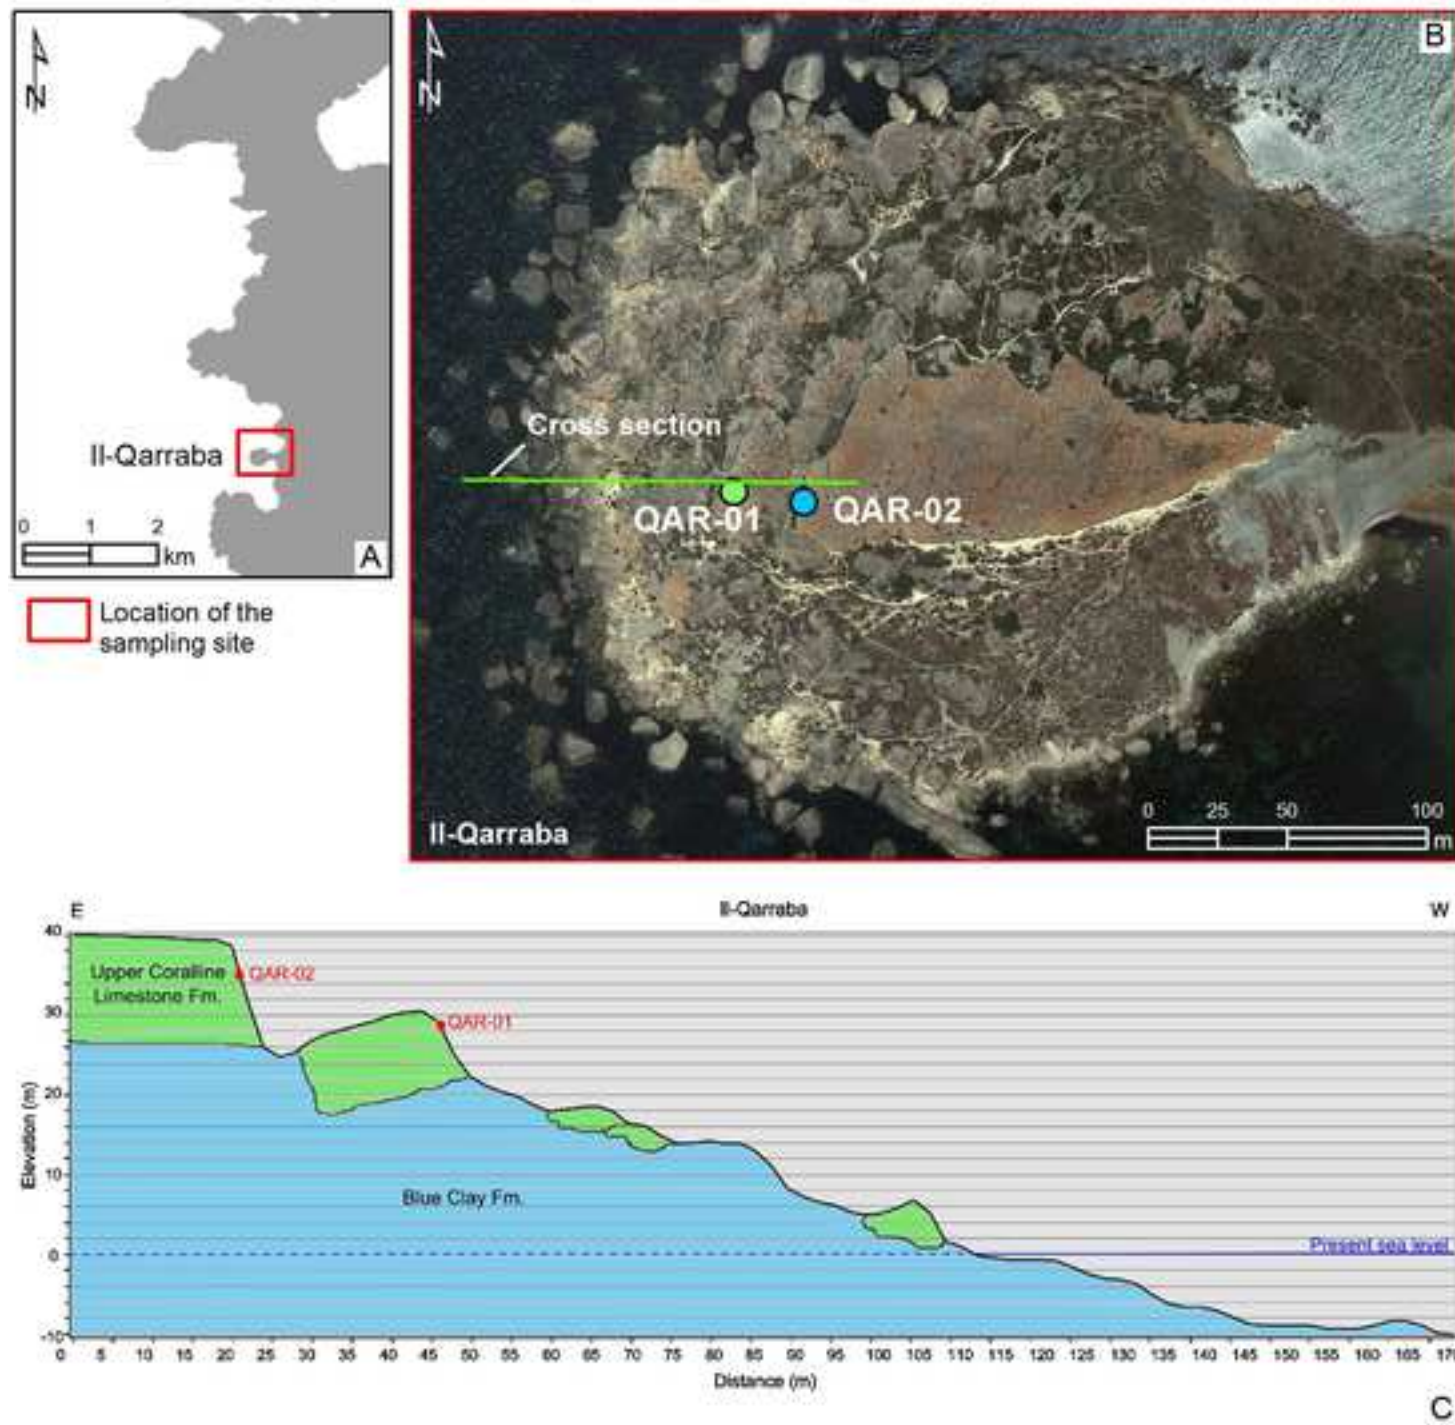 N
Il-Qarraba
0 1 2
km
A
Location of the
sampling site
N
B
Cross section
QAR-01
QAR-02
Il-Qarraba
0 25 50 100
m
E
Il-Qarraba
W
40
30
20
10
0
-10
Elevation (m)
Upper Coralline
Limestone Fm.
QAR-02
QAR-01
Blue Clay Fm.
Present sea level
0 5 10 15 20 25 30 35 40 45 50 55 60 65 70 75 80 85 90 95 100 105 110 115 120 125 130 135 140 145 150 155 160 165 170
Distance (m)
C